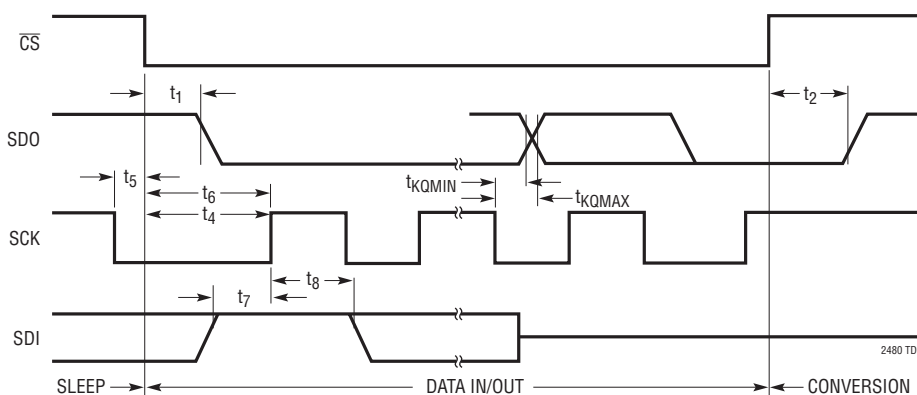 CS
t1
t2
SDO
t5
t6
tKQMIN
t4
tKQMAX
SCK
t8
t7
SDI
2480 TD
SLEEP
DATA IN/OUT
CONVERSION